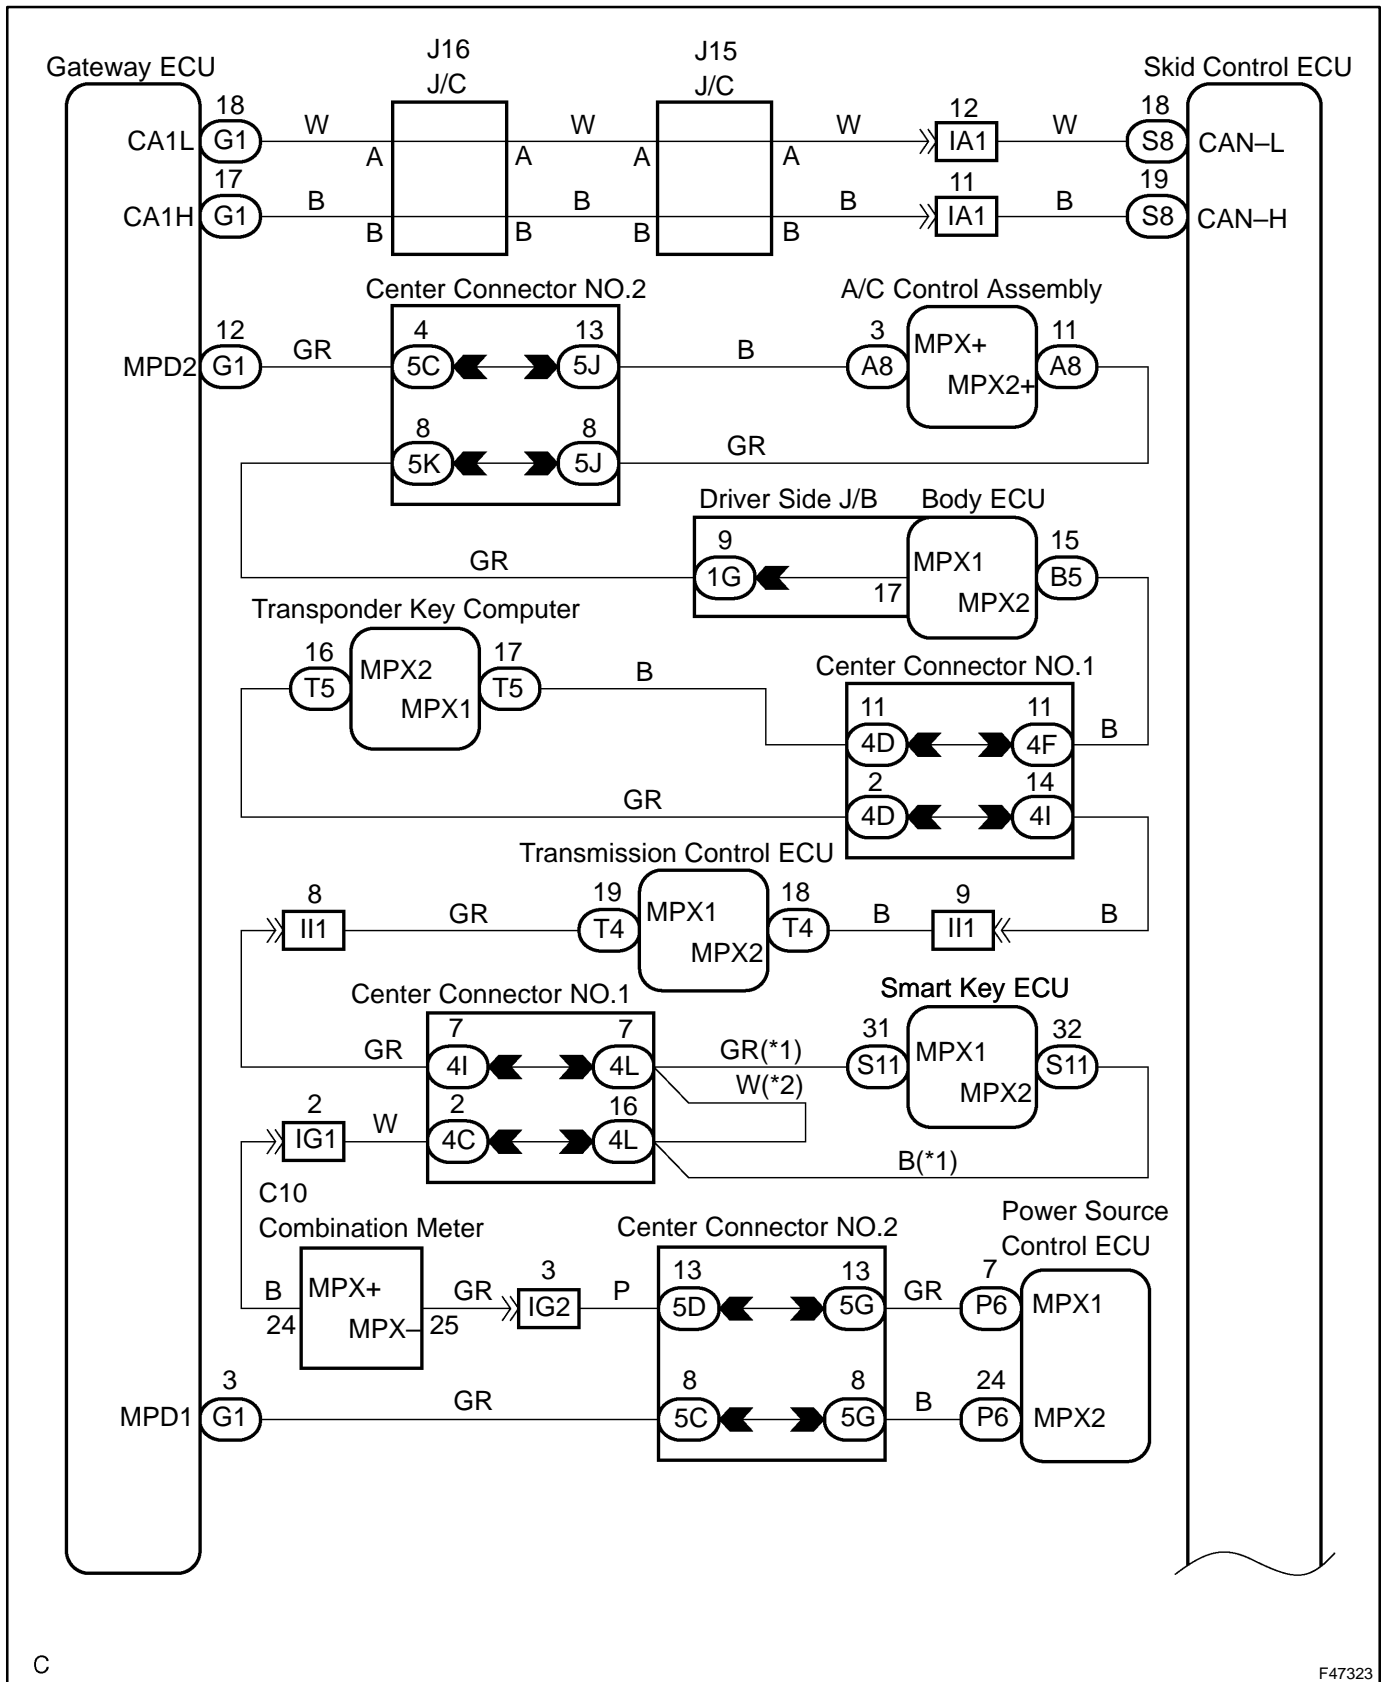 J16
J/C
J15
J/C
Gateway ECU
Skid Control ECU
18
W
W
W
12
W
18
CA1L
G1
A
A
A
A
IA1
S8
CAN–L
17
B
B
B
11
B
19
CA1H
G1
B
B
B
B
IA1
S8
CAN–H
Center Connector NO.2
A/C Control Assembly
12
GR
4
13
B
3
MPX+
11
MPD2
G1
5C
5J
A8
MPX2+
A8
8
8
GR
5K
5J
Driver Side J/B
Body ECU
GR
9
MPX1
15
1G
17
MPX2
B5
Transponder Key Computer
16
MPX2
17
B
T5
MPX1
T5
Center Connector NO.1
11
11
B
4D
4F
GR
2
14
4D
4I
Transmission Control ECU
8
GR
19
MPX1
18
B
9
B
II1
T4
MPX2
T4
II1
Center Connector NO.1
Smart Key ECU
GR
7
7
GR(*1)
31
MPX1
32
4I
4L
W(*2)
S11
MPX2
S11
2
W
2
16
IG1
4C
4L
B(*1)
C10
Combination Meter
Center Connector NO.2
Power Source
Control ECU
B
MPX+
GR
3
P
13
13
GR
7
MPX1
24
MPX–
25
IG2
5D
5G
P6
3
GR
8
8
B
24
MPD1
G1
5C
5G
P6
MPX2
C
F47323